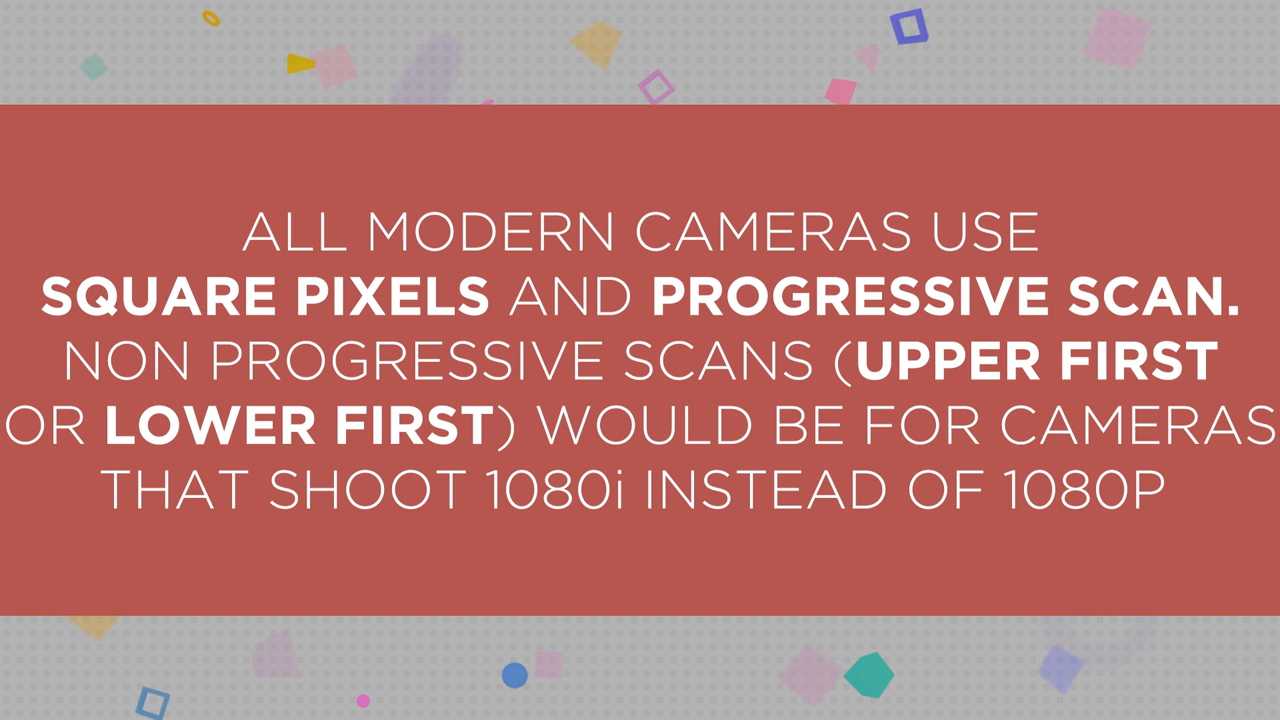 ALL MODERN CAMERAS USE
SQUARE PIXELS AND PROGRESSIVE SCAN.
NON PROGRESSIVE SCANS (UPPER FIRST
OR LOWER FIRST) WOULD BE FOR CAMERAS
THAT SHOOT 1080i INSTEAD OF 1080P